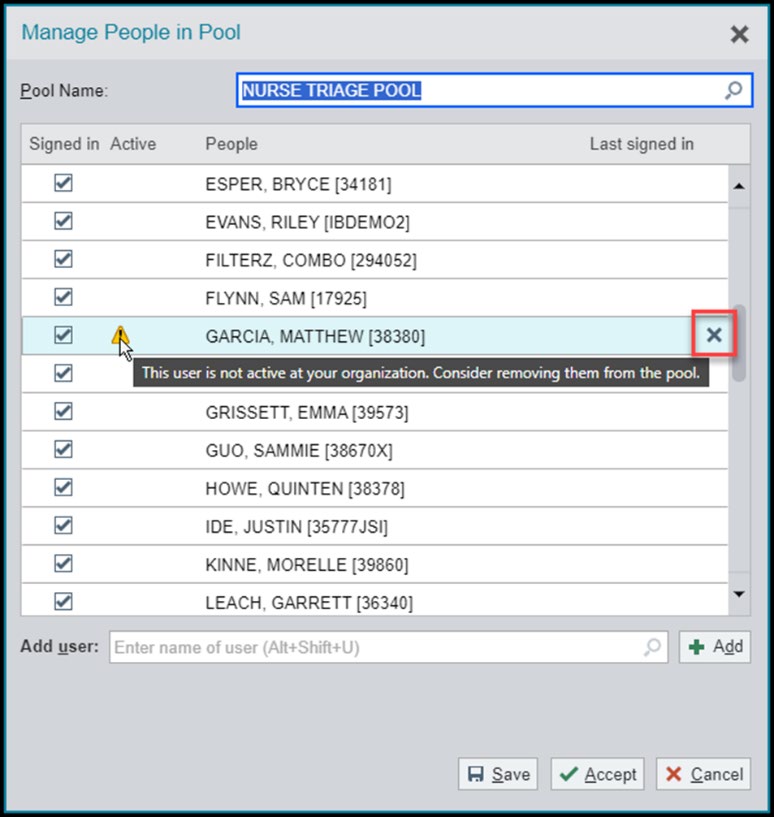 Manage People in Pool
Pool Name: NURSE TRIAGE POOL
Signed in Active People Last signed in
ESPER, BRYCE [34181]
EVANS, RILEY [IBDEMO2]
FILTERZ, COMBO [294052]
FLYNN, SAM [17925]
GARCIA, MATTHEW [38380]
This user is not active at your organization. Consider removing them from the pool.
GRISSETT, EMMA [39573]
GUO, SAMMIE [38670X]
HOWE, QUINTEN [38378]
IDE, JUSTIN [35777JSI]
KINNE, MORELLE [39860]
LEACH, GARRETT [36340]
Add user: Enter name of user (Alt+Shift+U) Add
Save Accept Cancel